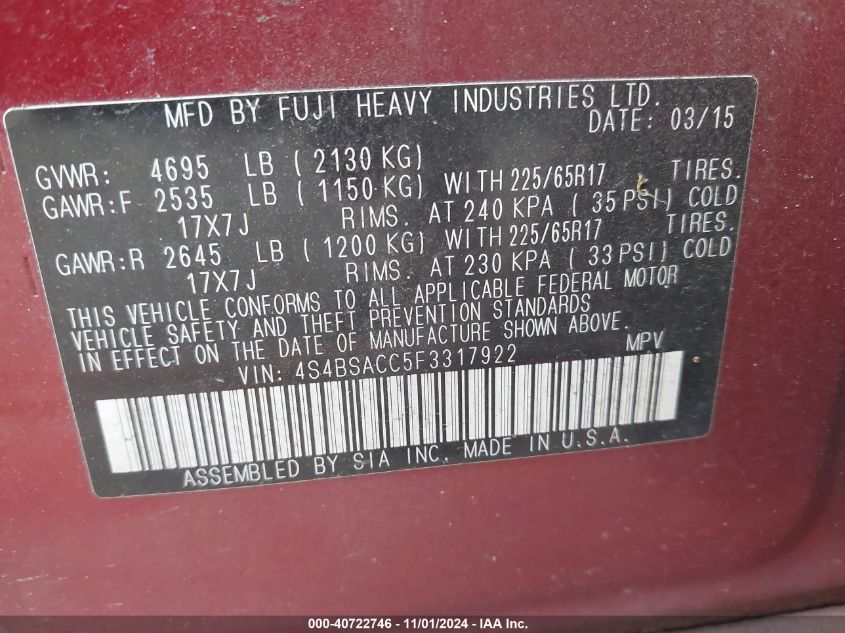 MFD BY FUJI HEAVY INDUSTRIES LTD.
DATE: 03/15
GVWR: 4695 LB ( 2130 KG)
GAWR:F 2535 LB ( 1150 KG) WITH 225/65R17 TIRES.
17X7J RIMS. AT 240 KPA ( 35 PSI) COLD
GAWR:R 2645 LB ( 1200 KG) WITH 225/65R17 TIRES.
17X7J RIMS. AT 230 KPA ( 33 PSI) COLD
THIS VEHICLE CONFORMS TO ALL APPLICABLE FEDERAL MOTOR
VEHICLE SAFETY AND THEFT PREVENTION STANDARDS
IN EFFECT ON THE DATE OF MANUFACTURE SHOWN ABOVE.
VIN: 4S4BSACC5F3317922 MPV
ASSEMBLED BY SIA INC. MADE IN U.S.A.
000-40722746 - 11/01/2024 - IAA Inc.